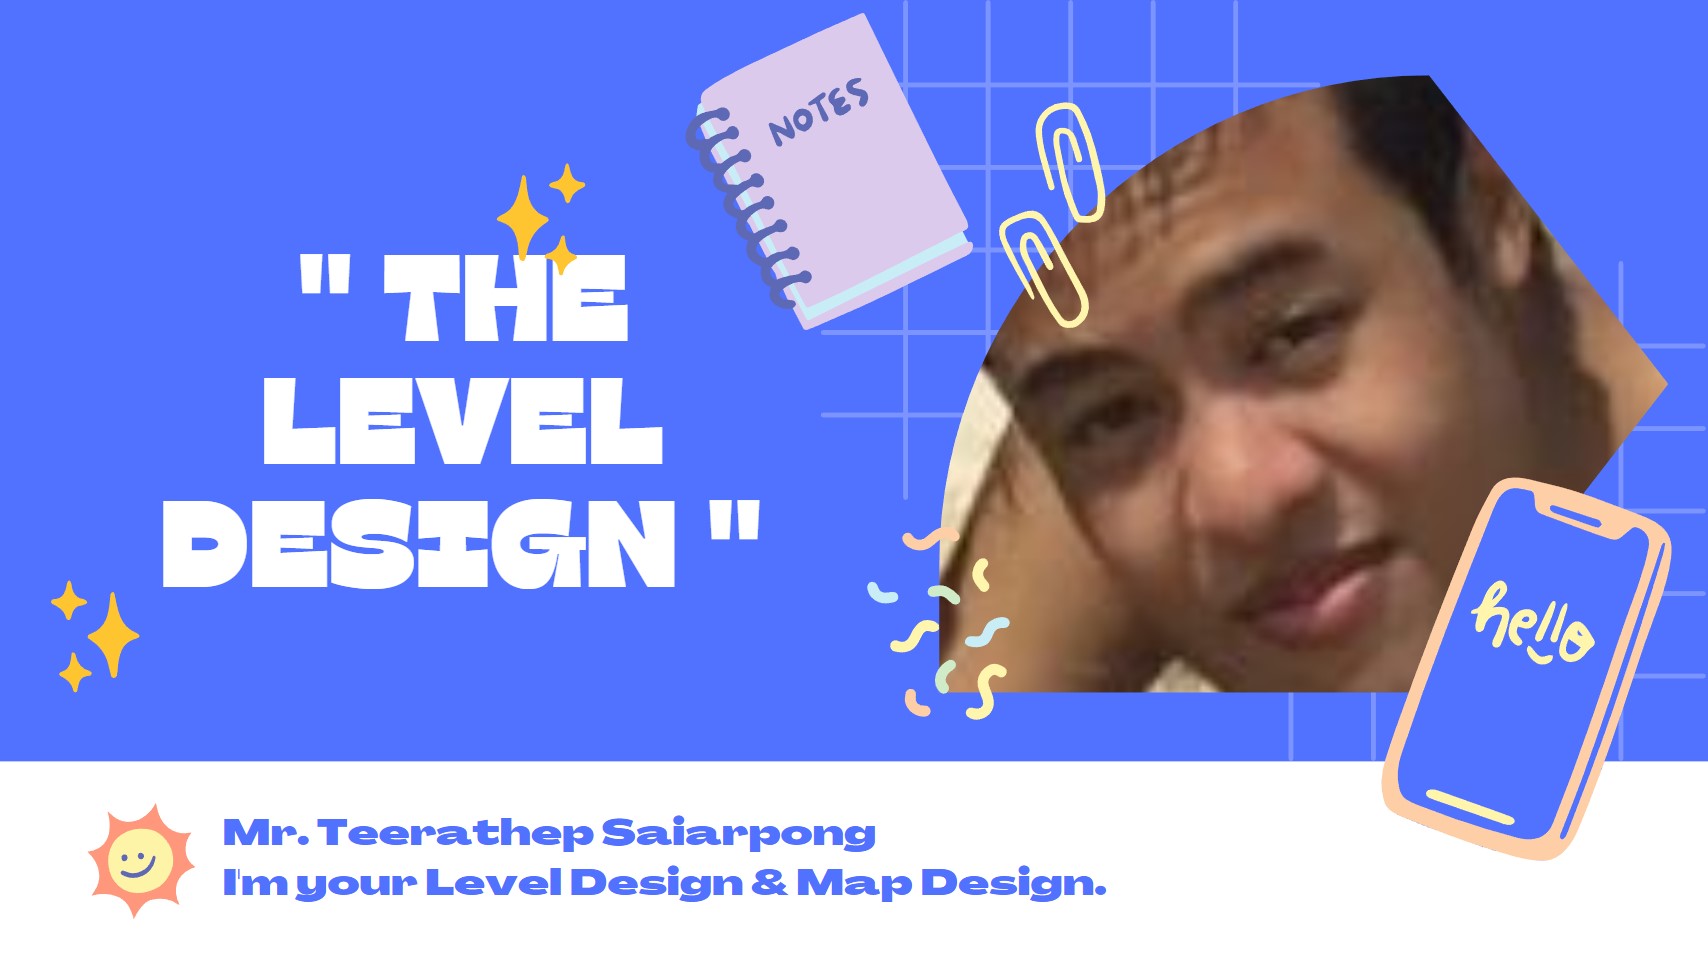 NOTES
" THE
LEVEL
DESIGN "
hello
Mr. Teerathep Saiarpong
I'm your Level Design & Map Design.